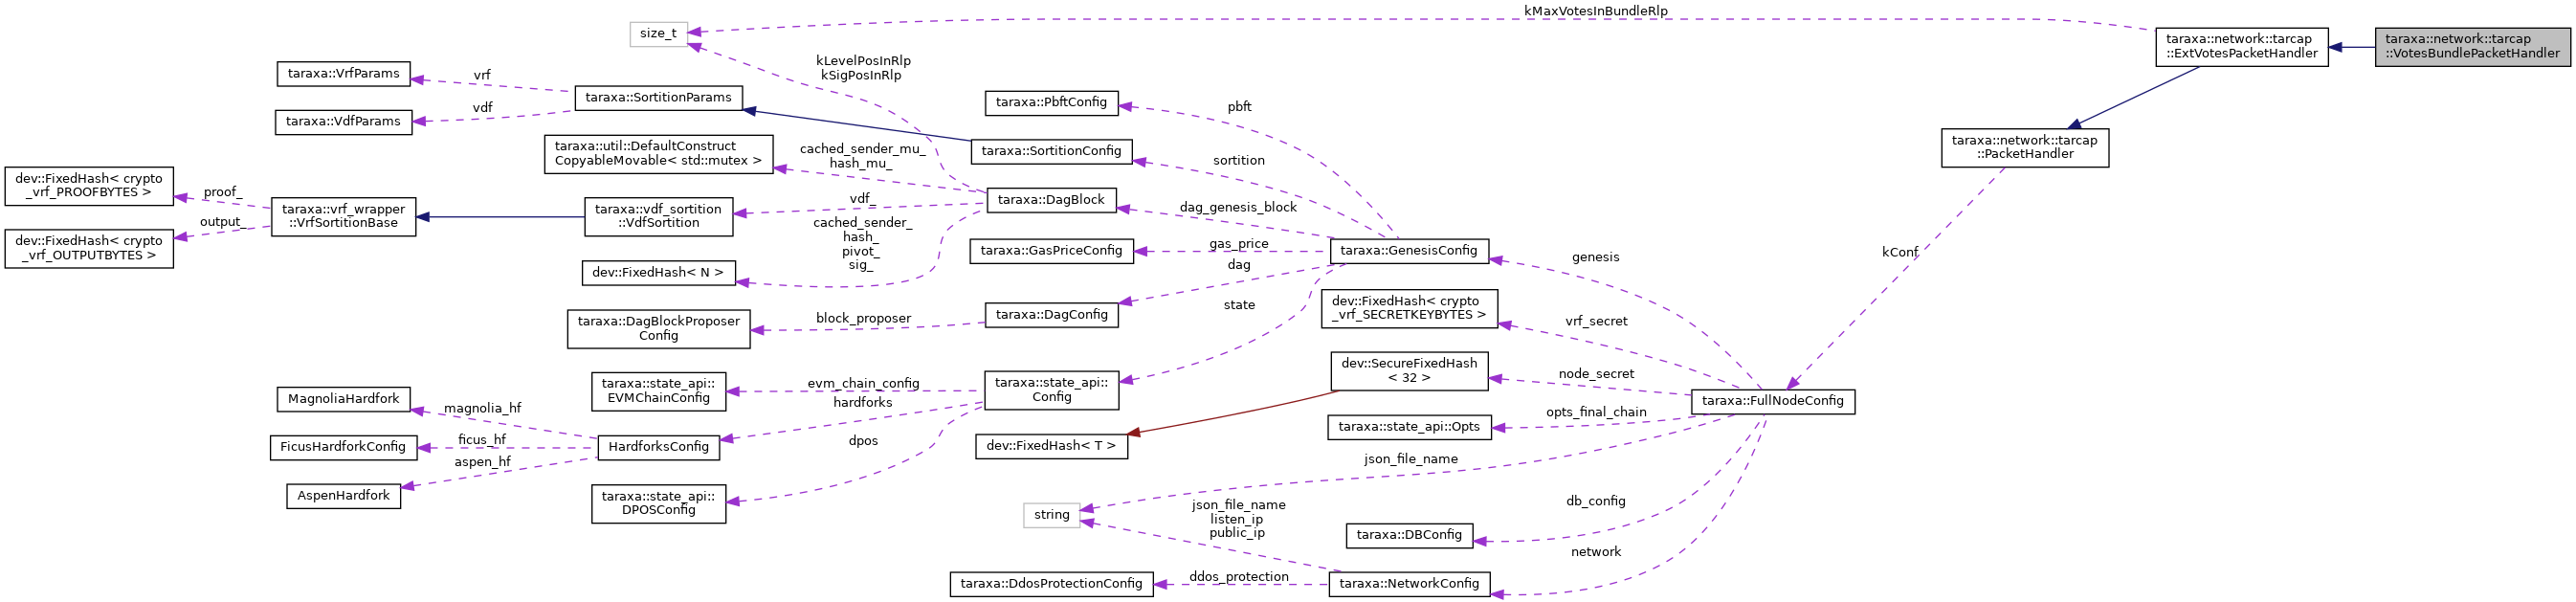 kMaxVotesInBundleRlp
size_t
taraxa::network::tarcap
::ExtVotesPacketHandler
taraxa::network::tarcap
::VotesBundlePacketHandler
kLevelPosInRlp
kSigPosInRlp
taraxa::VrfParams
vrf
taraxa::SortitionParams
vdf
taraxa::VdfParams
taraxa::PbftConfig
pbft
taraxa::util::DefaultConstruct
CopyableMovable< std::mutex >
cached_sender_mu_
hash_mu_
taraxa::SortitionConfig
sortition
taraxa::network::tarcap
::PacketHandler
dev::FixedHash< crypto
_vrf_PROOFBYTES >
proof_
output_
dev::FixedHash< crypto
_vrf_OUTPUTBYTES >
taraxa::vrf_wrapper
::VrfSortitionBase
taraxa::vdf_sortition
::VdfSortition
vdf_
taraxa::DagBlock
dag_genesis_block
cached_sender_
hash_
pivot_
sig_
dev::FixedHash< N >
taraxa::GasPriceConfig
gas_price
dag
taraxa::GenesisConfig
genesis
kConf
state
taraxa::DagBlockProposer
Config
block_proposer
taraxa::DagConfig
dev::FixedHash< crypto
_vrf_SECRETKEYBYTES >
vrf_secret
dev::SecureFixedHash
< 32 >
node_secret
taraxa::state_api::
EVMChainConfig
evm_chain_config
hardforks
taraxa::state_api::
Config
taraxa::FullNodeConfig
MagnoliaHardfork
magnolia_hf
FicusHardforkConfig
ficus_hf
HardforksConfig
dpos
aspen_hf
AspenHardfork
dev::FixedHash< T >
taraxa::state_api::Opts
opts_final_chain
json_file_name
taraxa::state_api::
DPOSConfig
string
json_file_name
listen_ip
public_ip
db_config
taraxa::DBConfig
network
taraxa::DdosProtectionConfig
ddos_protection
taraxa::NetworkConfig